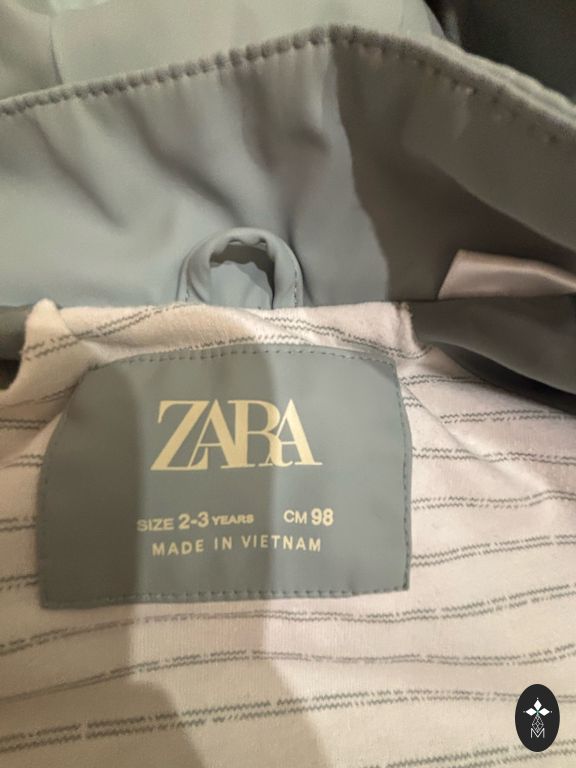 ZARA
SIZE 2-3 YEARS CM 98
MADE IN VIETNAM
M